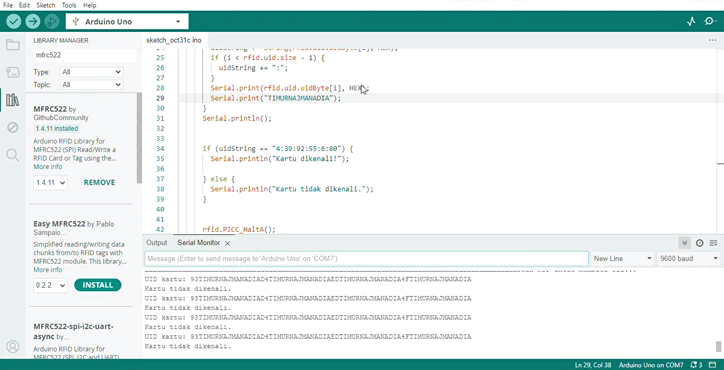 File Edit Sketch Tools Help
Arduino Uno
LIBRARY MANAGER
mfrc522
Type: All
Topic: All
MFRC522 by
GithubCommunity
1.4.11 installed
Arduino RFID Library for
MFRC522 (SPI) Read/Write a
RFID Card or Tag using the...
More info
1.4.11 REMOVE
Easy MFRC522 by Pablo
Sampaio...
Simplified reading/writing data
chunks from/to RFID tags with
MFRC522 module. This library...
More info
0.2.2 INSTALL
MFRC522-spi-i2c-uart-
async by...
Arduino RFID Library for
MFRC522 (SPI, I2C and UART)
sketch_oct31c.ino
25 if (i < rfid.uid.size - 1) {
26 uidString += ":";
27 }
28 Serial.print(rfid.uid.uidByte[i], HEX);
29 Serial.print("TIMURNAJMANADIA");
30 }
31 Serial.println();
32
33
34 if (uidString == "4:39:92:55:6:80") {
35 Serial.println("Kartu dikenali!");
36
37 } else {
38 Serial.println("Kartu tidak dikenali.");
39 }
40
41
42 rfid.PICC_HaltA();
Output Serial Monitor
Message (Enter to send message to 'Arduino Uno' on 'COM7')
New Line
9600 baud
UID kartu: 93TIMURNAJMANADIAD4TIMURNAJMANADIAEDTIMURNAJMANADIA4FTIMURNAJMANADIA
Kartu tidak dikenali.
UID kartu: 93TIMURNAJMANADIAD4TIMURNAJMANADIAEDTIMURNAJMANADIA4FTIMURNAJMANADIA
Kartu tidak dikenali.
UID kartu: 93TIMURNAJMANADIAD4TIMURNAJMANADIAEDTIMURNAJMANADIA4FTIMURNAJMANADIA
Kartu tidak dikenali.
UID kartu: 93TIMURNAJMANADIAD4TIMURNAJMANADIAEDTIMURNAJMANADIA4FTIMURNAJMANADIA
Kartu tidak dikenali.
Ln 29, Col 38 Arduino Uno on COM7 3